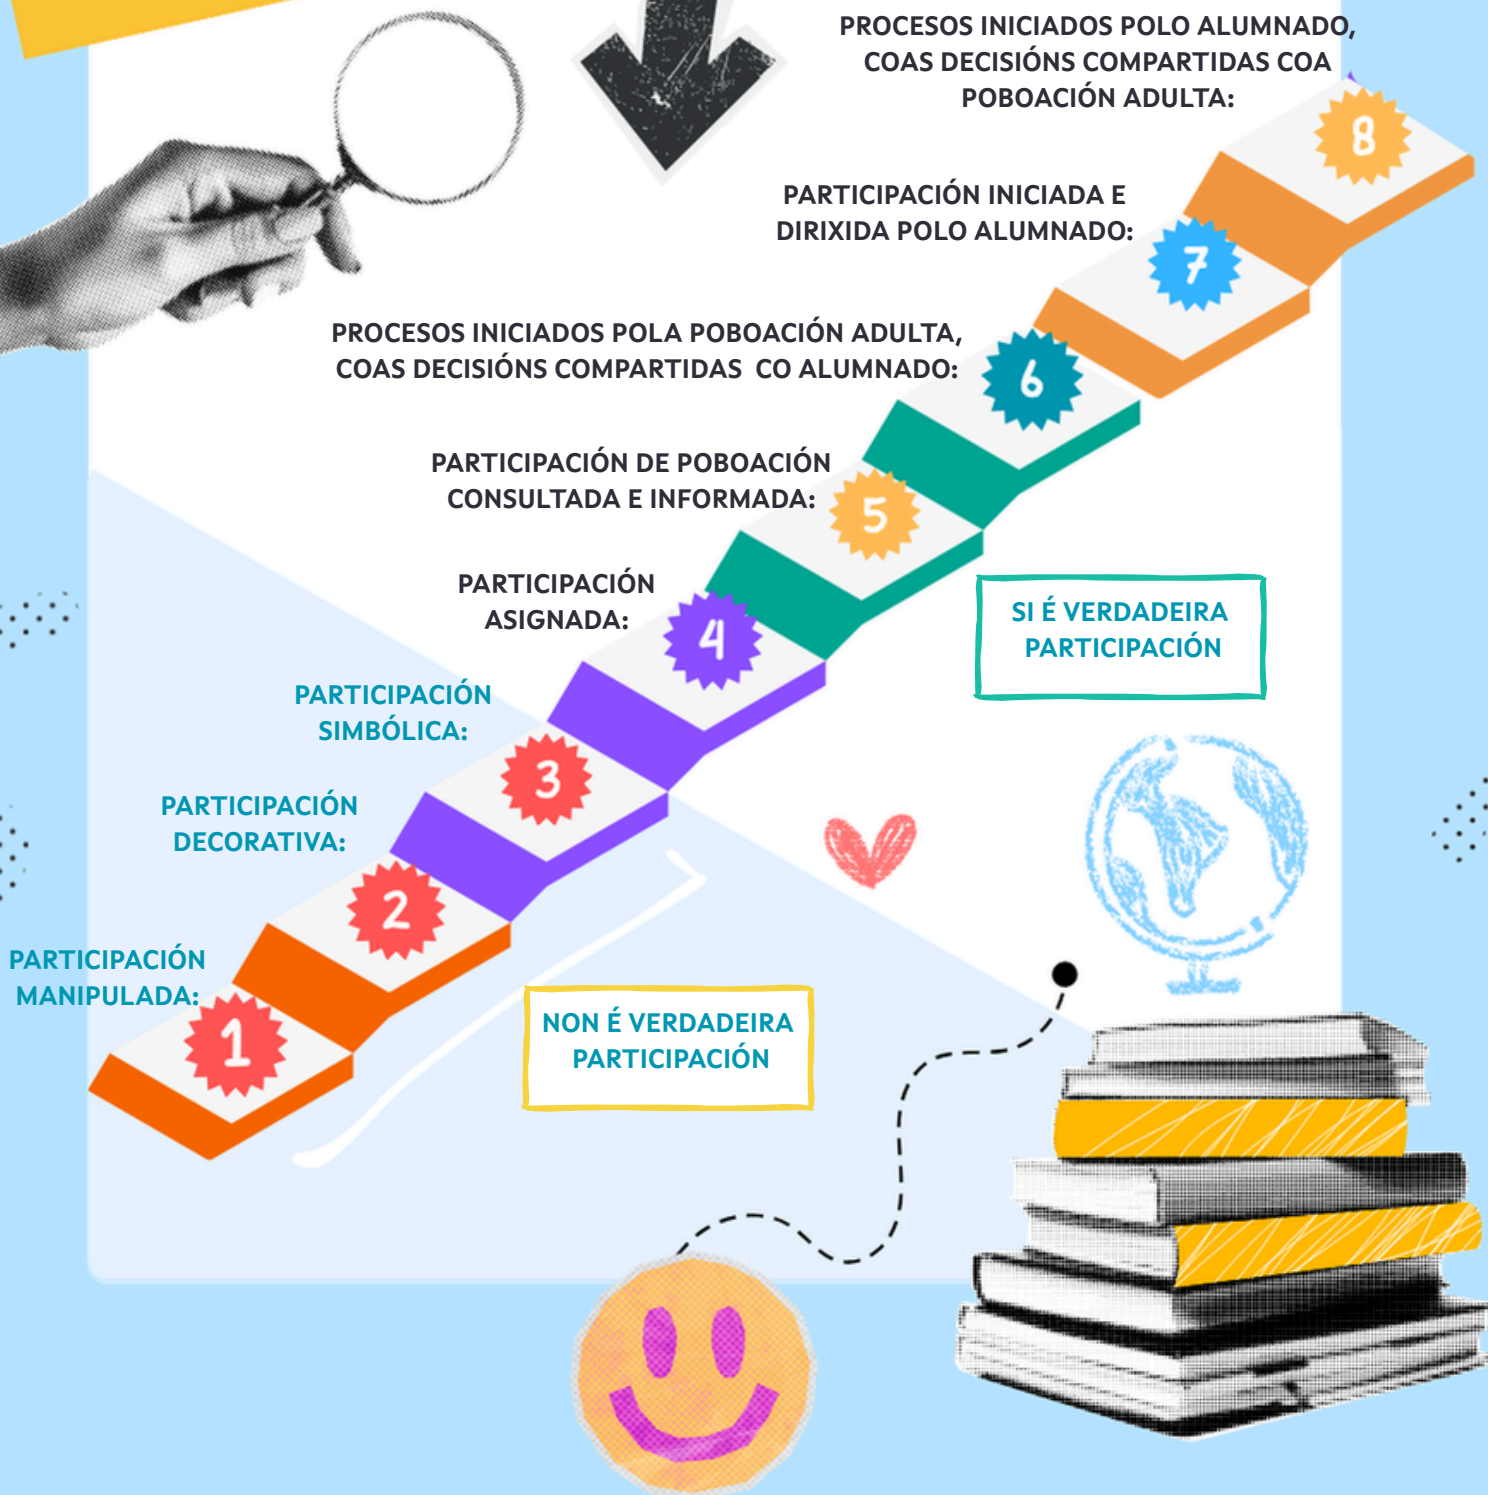 PROCESOS INICIADOS POLO ALUMNADO,
COAS DECISIÓNS COMPARTIDAS COA
POBOACIÓN ADULTA:
8
PARTICIPACIÓN INICIADA E
DIRIXIDA POLO ALUMNADO:
7
PROCESOS INICIADOS POLA POBOACIÓN ADULTA,
COAS DECISIÓNS COMPARTIDAS CO ALUMNADO:
6
PARTICIPACIÓN DE POBOACIÓN
CONSULTADA E INFORMADA:
5
PARTICIPACIÓN
ASIGNADA:
4
SI É VERDADEIRA
PARTICIPACIÓN
PARTICIPACIÓN
SIMBÓLICA:
3
PARTICIPACIÓN
DECORATIVA:
2
PARTICIPACIÓN
MANIPULADA:
1
NON É VERDADEIRA
PARTICIPACIÓN